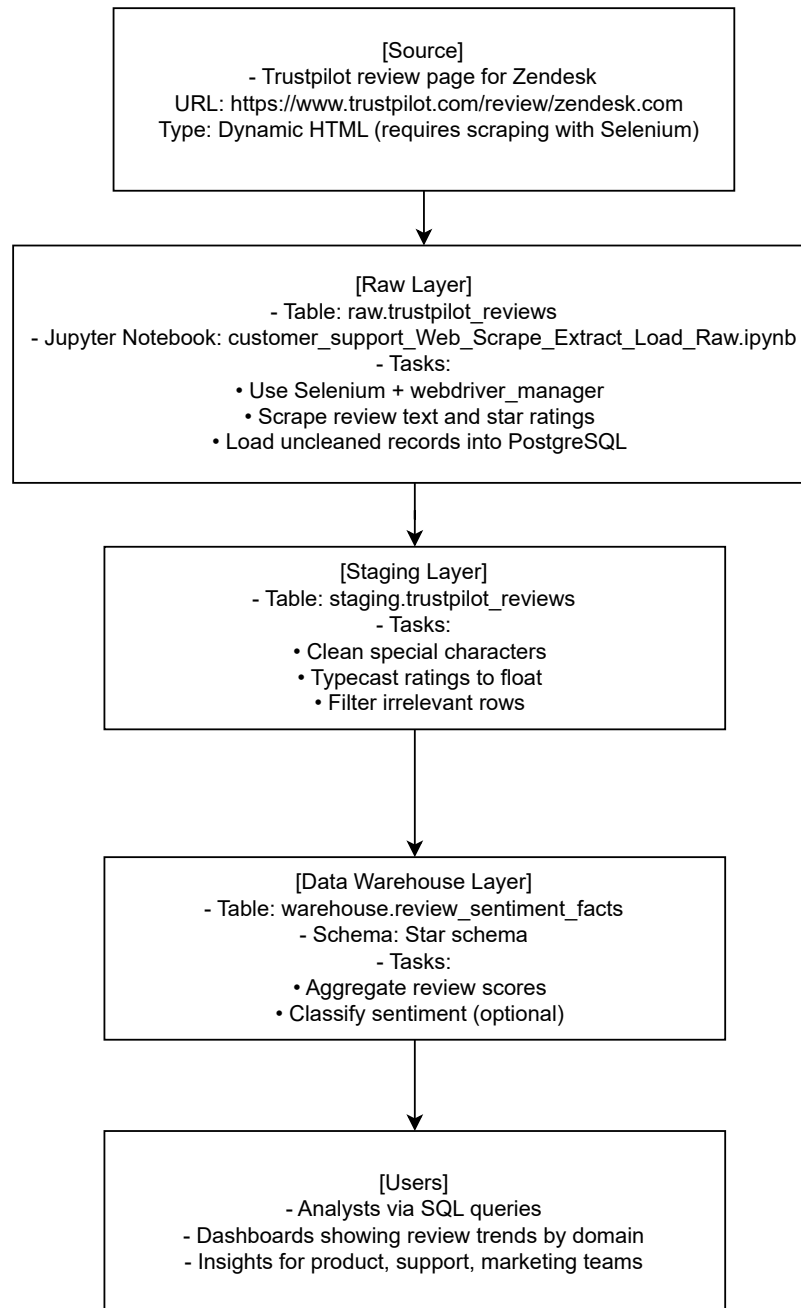 [Source]
- Trustpilot review page for Zendesk
URL: https://www.trustpilot.com/review/zendesk.com
Type: Dynamic HTML (requires scraping with Selenium)
[Raw Layer]
- Table: raw.trustpilot_reviews
- Jupyter Notebook: customer_support_Web_Scrape_Extract_Load_Raw.ipynb
- Tasks:
• Use Selenium + webdriver_manager
• Scrape review text and star ratings
• Load uncleaned records into PostgreSQL
[Staging Layer]
- Table: staging.trustpilot_reviews
- Tasks:
• Clean special characters
• Typecast ratings to float
• Filter irrelevant rows
[Data Warehouse Layer]
- Table: warehouse.review_sentiment_facts
- Schema: Star schema
- Tasks:
• Aggregate review scores
• Classify sentiment (optional)
[Users]
- Analysts via SQL queries
- Dashboards showing review trends by domain
- Insights for product, support, marketing teams